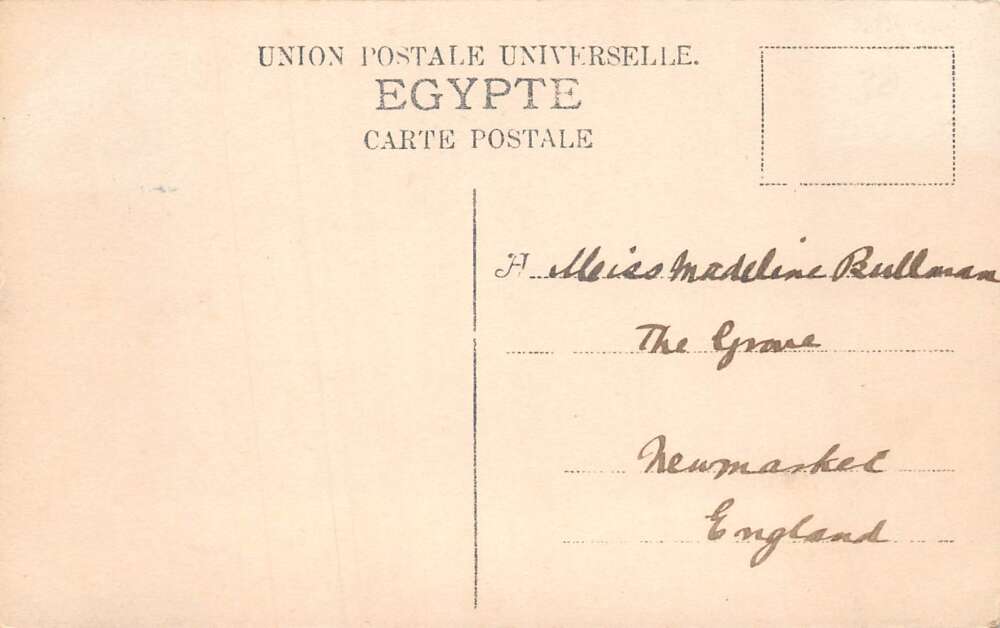 UNION POSTALE UNIVERSELLE.
EGYPTE
CARTE POSTALE
A Miss Madeline Bullman
The Grove
Newmarket
England